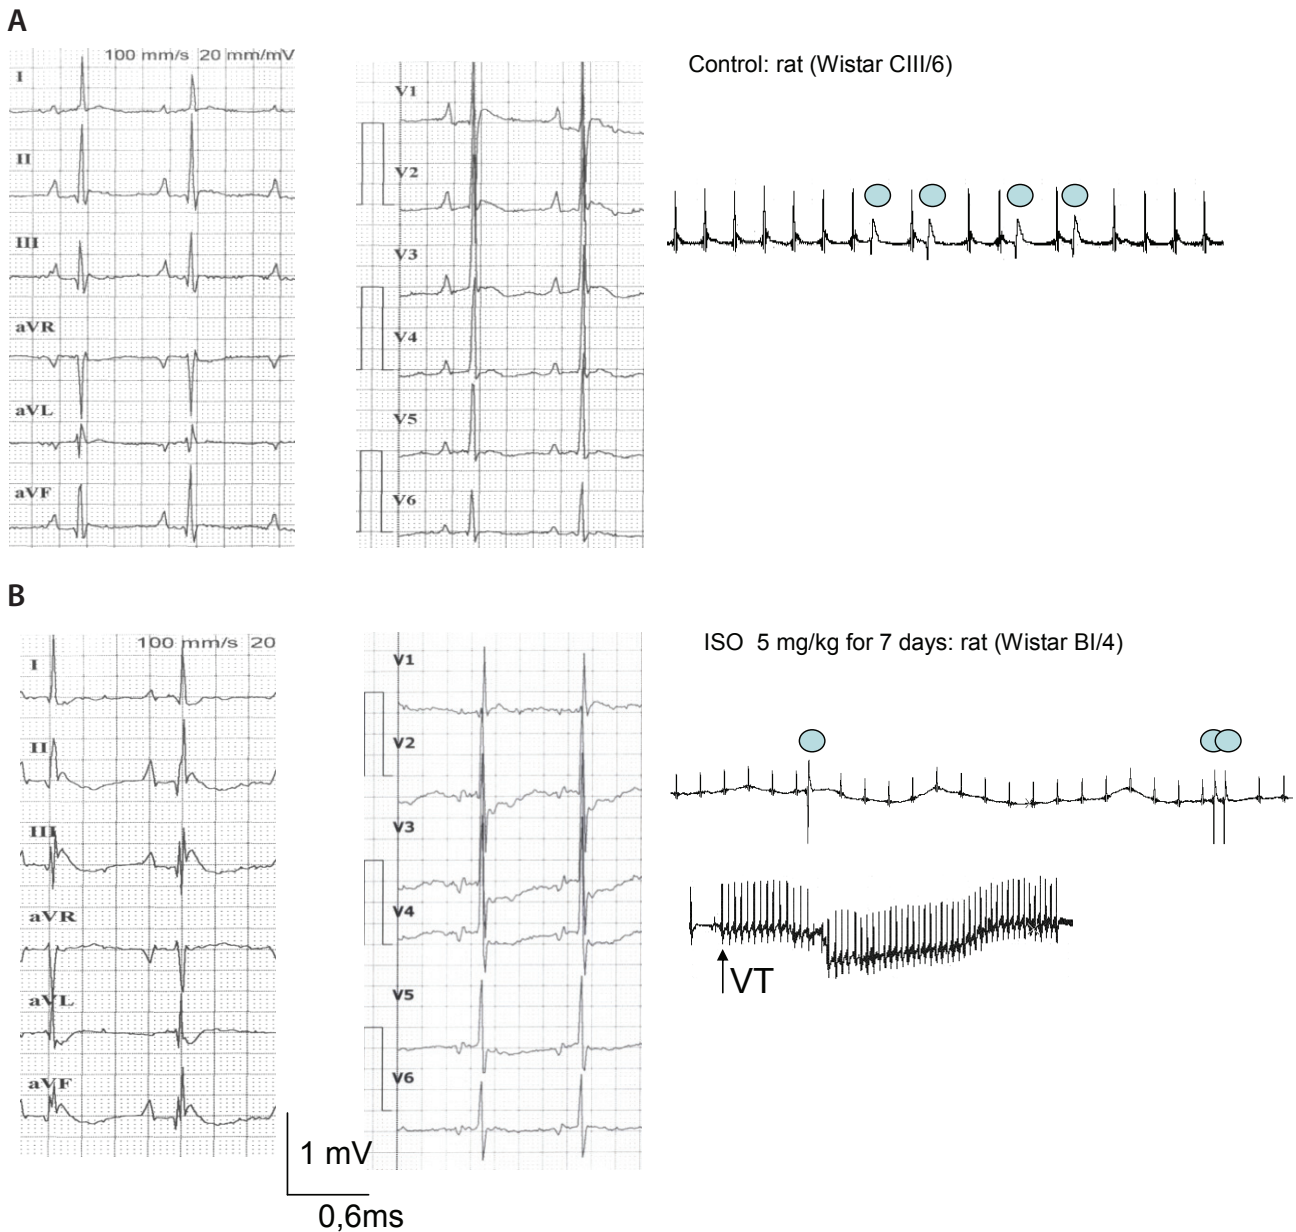 A
100 mm/s 20 mm/mV
I
II
III
aVR
aVL
aVF
V1
V2
V3
V4
V5
V6
Control: rat (Wistar CIII/6)
B
100 mm/s 20
I
II
III
aVR
aVL
aVF
V1
V2
V3
V4
V5
V6
ISO 5 mg/kg for 7 days: rat (Wistar BI/4)
VT
1 mV
0,6ms